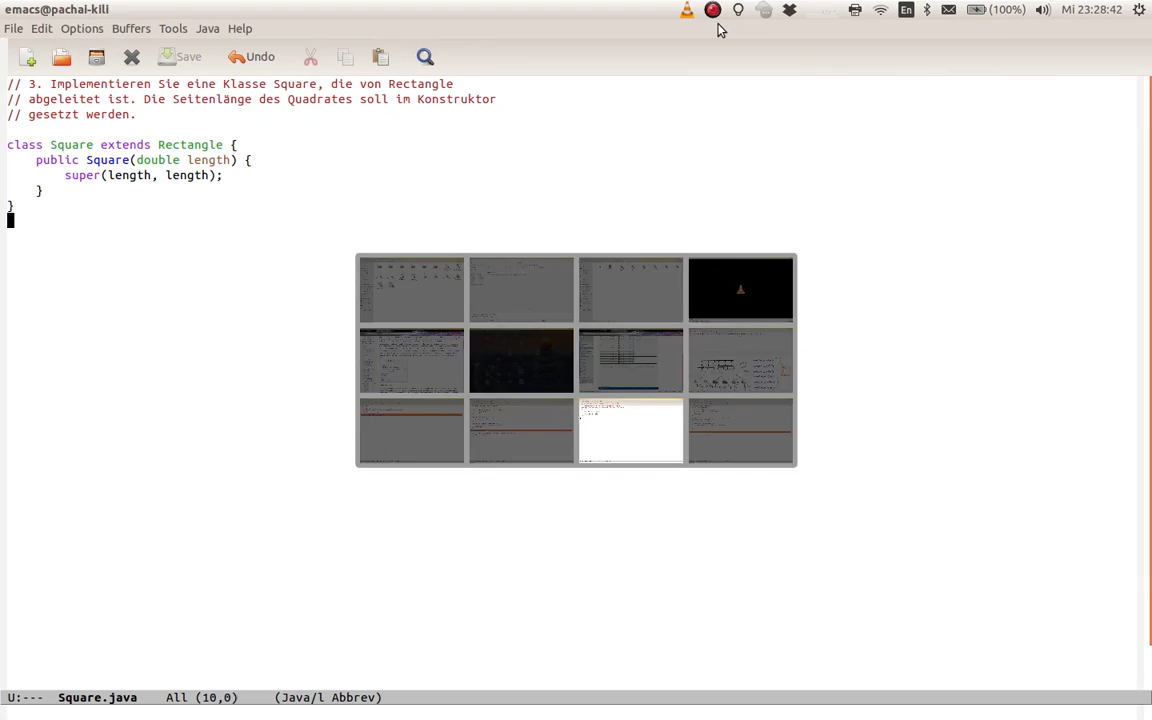 emacs@pachai-kili
En
(100%)
Mi 23:28:42
File Edit Options Buffers Tools Java Help
Save
Undo
// 3. Implementieren Sie eine Klasse Square, die von Rectangle
// abgeleitet ist. Die Seitenlänge des Quadrates soll im Konstruktor
// gesetzt werden.
class Square extends Rectangle {
public Square(double length) {
super(length, length);
}
}
U:--- Square.java All (10,0) (Java/l Abbrev)